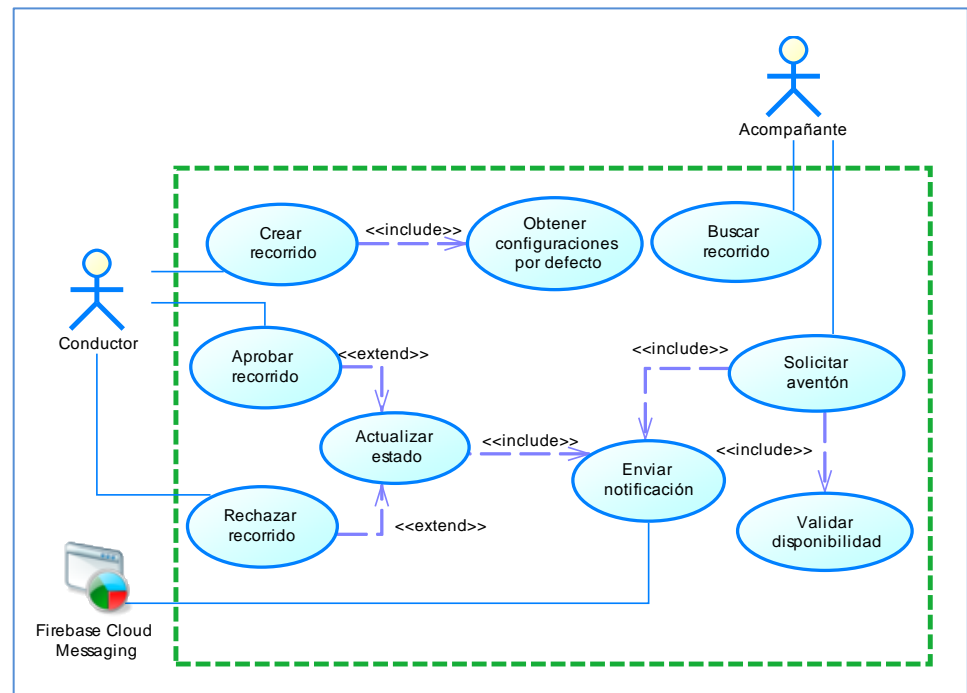 Acompañante
Crear
recorrido
<<include>>
Obtener
configuraciones
por defecto
Buscar
recorrido
Conductor
Aprobar
recorrido
<<extend>>
<<include>>
Solicitar
aventón
Actualizar
estado
<<include>>
Enviar
notificación
<<include>>
Rechazar
recorrido
<<extend>>
Validar
disponibilidad
Firebase Cloud
Messaging